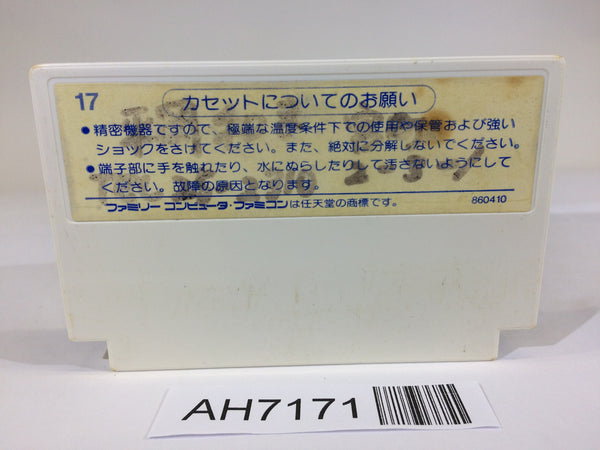 17
カセットについてのお願い
●精密機器ですので、極端な温度条件下での使用や保管および強い
ショックをさけてください。また、絶対に分解しないでください。
●端子部に手を触れたり、水にぬらしたりして汚さないようにして
ください。故障の原因となります。
ファミリーコンピュータ・ファミコンは任天堂の商標です。
860410
AH7171